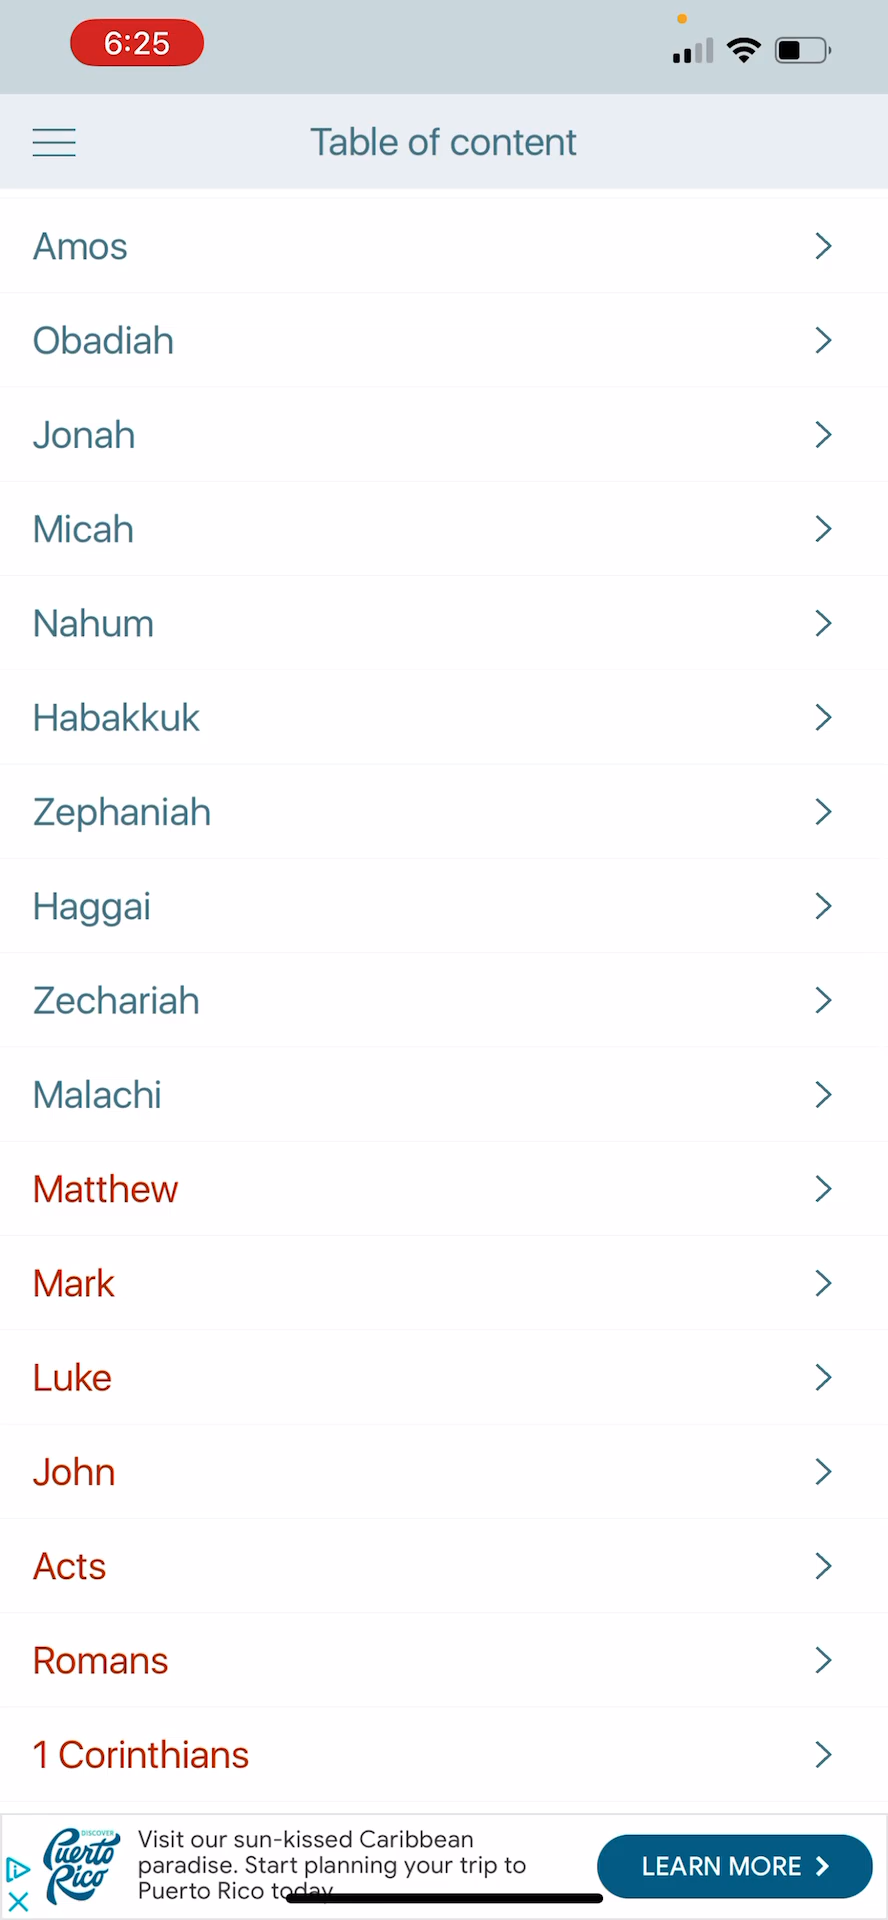 6:25
Table of content
Amos
Obadiah
Jonah
Micah
Nahum
Habakkuk
Zephaniah
Haggai
Zechariah
Malachi
Matthew
Mark
Luke
John
Acts
Romans
1 Corinthians
DISCOVER
Puerto
Rico
Visit our sun-kissed Caribbean
paradise. Start planning your trip to
Puerto Rico today
LEARN MORE